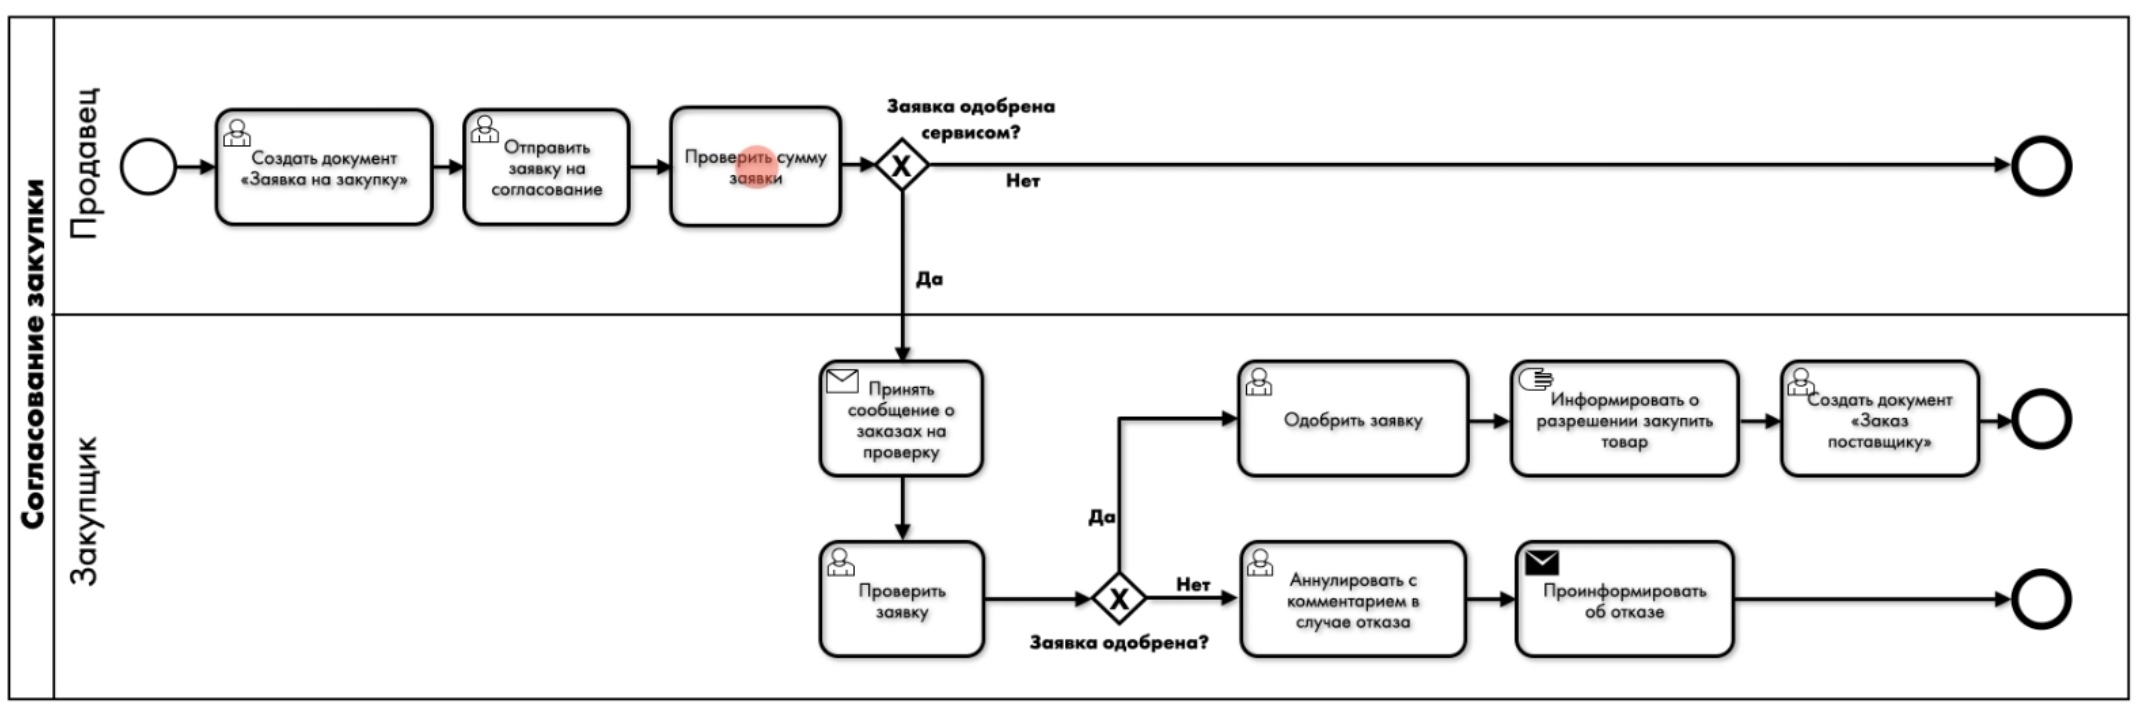 Согласование закупки
Продавец
Создать документ
«Заявка на закупку»
Отправить
заявку на
согласование
Проверить сумму
заявки
Заявка одобрена
сервисом?
X
Нет
Да
Закупщик
Принять
сообщение о
заказах на
проверку
Проверить
заявку
X
Заявка одобрена?
Да
Одобрить заявку
Информировать о
разрешении закупить
товар
Создать документ
«Заказ
поставщику»
Нет
Аннулировать с
комментарием в
случае отказа
Проинформировать
об отказе